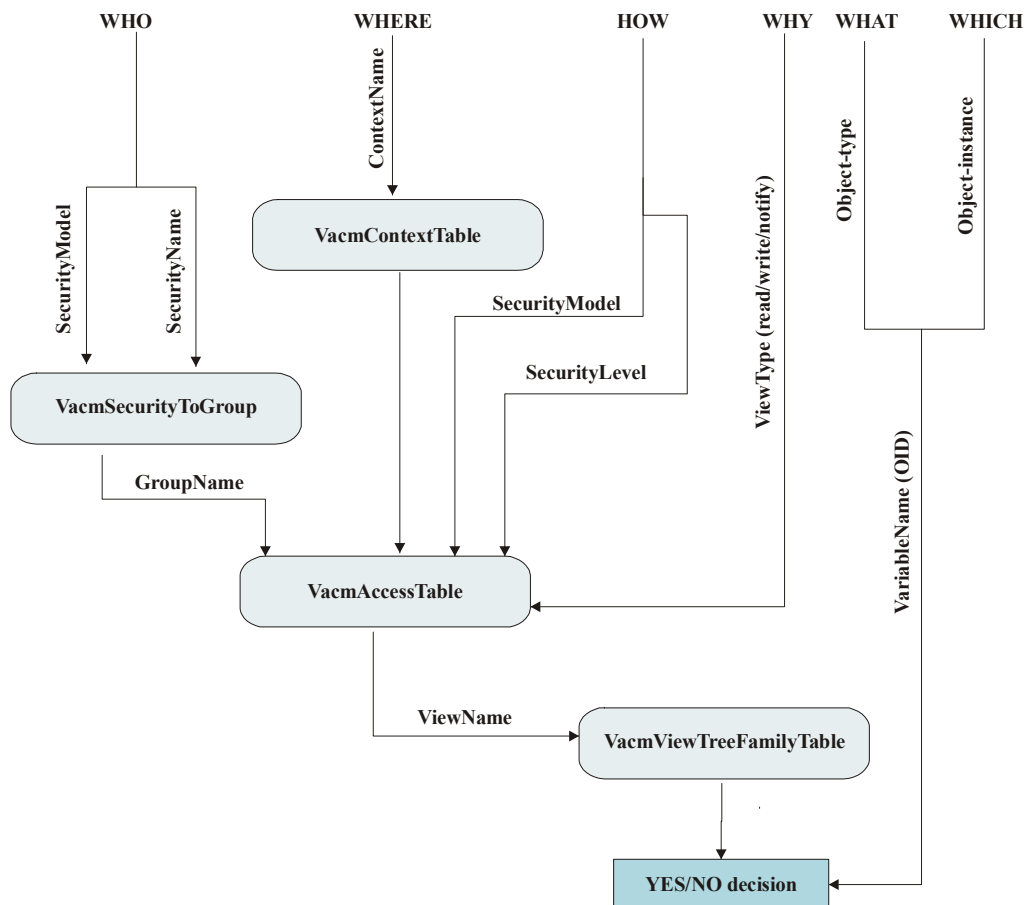 WHO WHERE HOW WHY WHAT WHICH
ContextName
Object-type
Object-instance
SecurityModel
SecurityName
VacmContextTable
ViewType (read/write/notify)
SecurityModel
SecurityLevel
VacmSecurityToGroup
VariableName (OID)
GroupName
VacmAccessTable
ViewName
VacmViewTreeFamilyTable
YES/NO decision